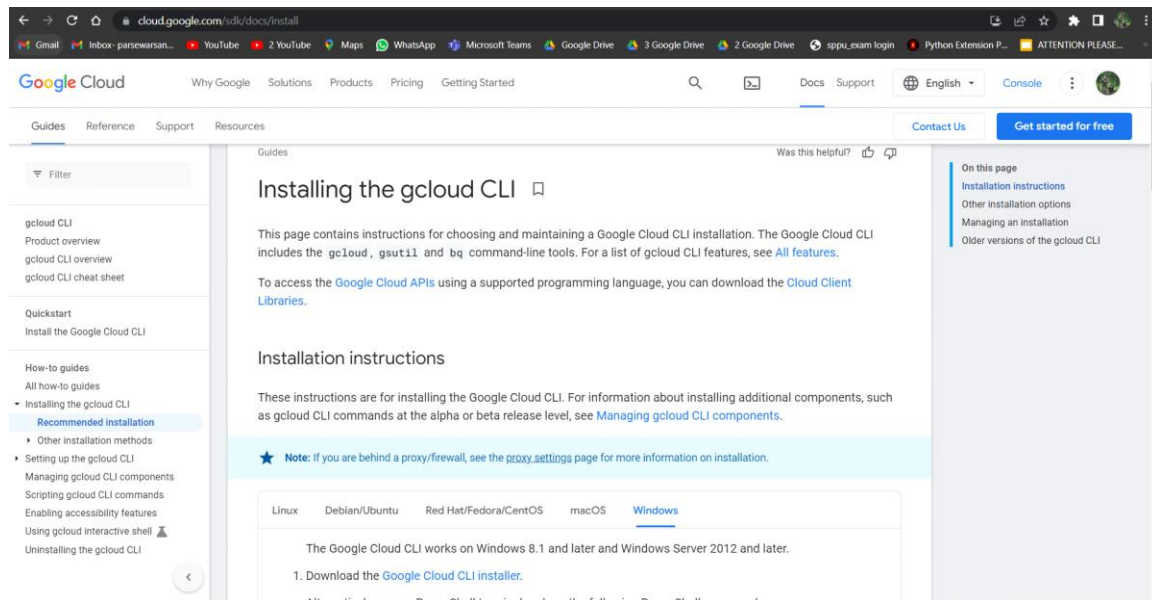 cloud.google.com/sdk/docs/install
Gmail Inbox- parsewarsan... YouTube 2 YouTube Maps WhatsApp Microsoft Teams Google Drive 3 Google Drive 2 Google Drive sppu_exam login Python Extension P... ATTENTION PLEASE...
Google Cloud Why Google Solutions Products Pricing Getting Started Docs Support English Console
Guides Reference Support Resources Contact Us Get started for free
Filter
gcloud CLI
Product overview
gcloud CLI overview
gcloud CLI cheat sheet
Quickstart
Install the Google Cloud CLI
How-to guides
All how-to guides
Installing the gcloud CLI
Recommended installation
Other installation methods
Setting up the gcloud CLI
Managing gcloud CLI components
Scripting gcloud CLI commands
Enabling accessibility features
Using gcloud interactive shell
Uninstalling the gcloud CLI
Guides Was this helpful?
Installing the gcloud CLI
This page contains instructions for choosing and maintaining a Google Cloud CLI installation. The Google Cloud CLI
includes the gcloud, gsutil and bq command-line tools. For a list of gcloud CLI features, see All features.
To access the Google Cloud APIs using a supported programming language, you can download the Cloud Client
Libraries.
Installation instructions
These instructions are for installing the Google Cloud CLI. For information about installing additional components, such
as gcloud CLI commands at the alpha or beta release level, see Managing gcloud CLI components.
Note: If you are behind a proxy/firewall, see the proxy settings page for more information on installation.
Linux Debian/Ubuntu Red Hat/Fedora/CentOS macOS Windows
The Google Cloud CLI works on Windows 8.1 and later and Windows Server 2012 and later.
1. Download the Google Cloud CLI installer.
On this page
Installation instructions
Other installation options
Managing an installation
Older versions of the gcloud CLI